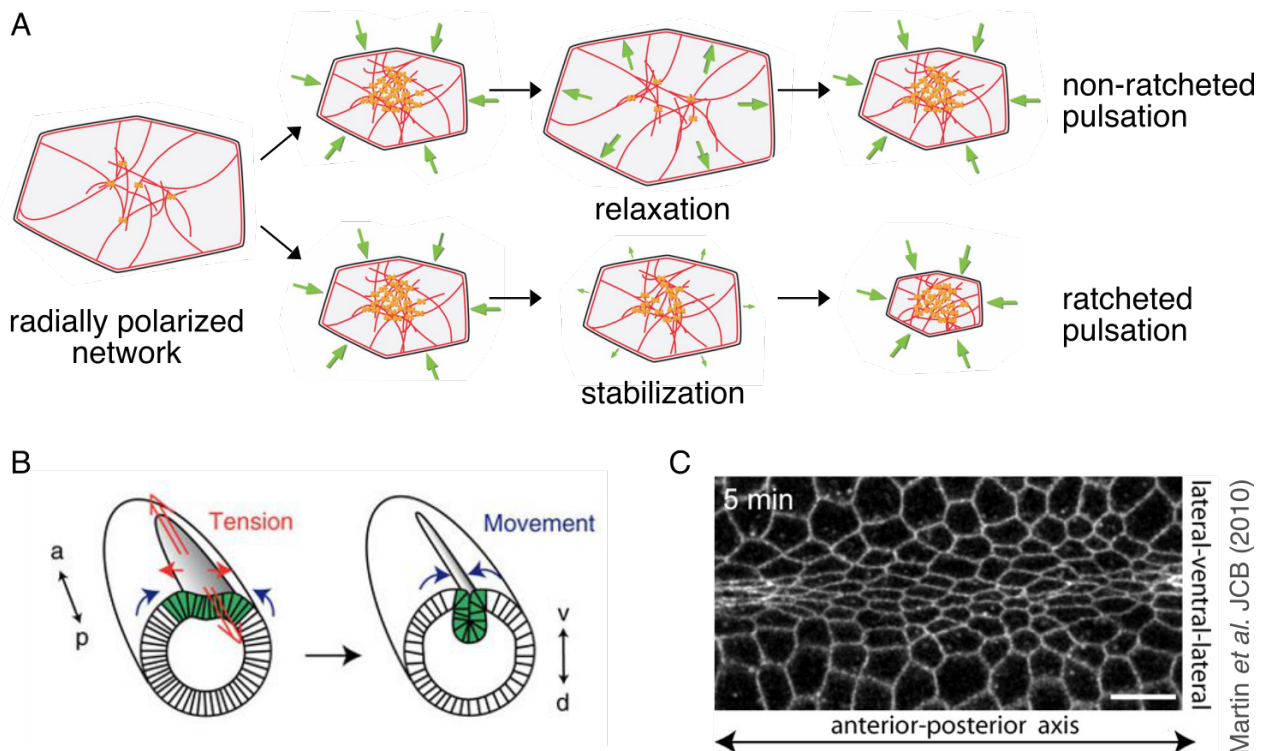 A
non-ratcheted
pulsation
relaxation
radially polarized
network
ratcheted
pulsation
stabilization
B
Tension
Movement
a
p
v
d
C
5 min
lateral-ventral-lateral
anterior-posterior axis
Martin et al. JCB (2010)